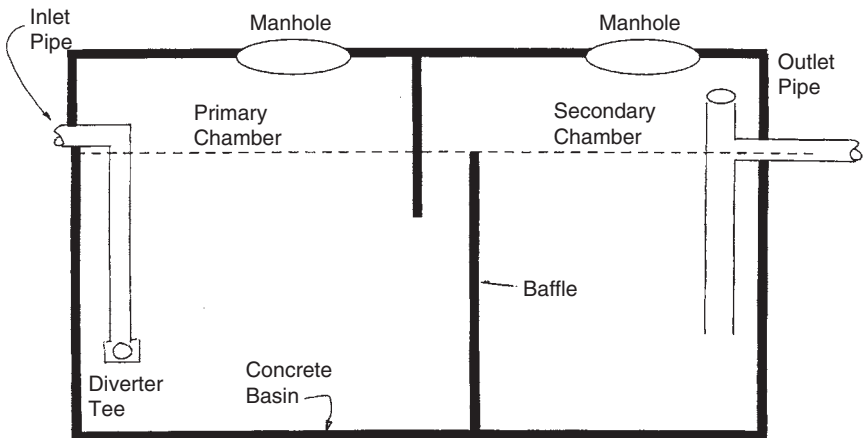 Inlet
Pipe
Manhole
Manhole
Outlet
Pipe
Primary
Chamber
Secondary
Chamber
Baffle
Diverter
Tee
Concrete
Basin